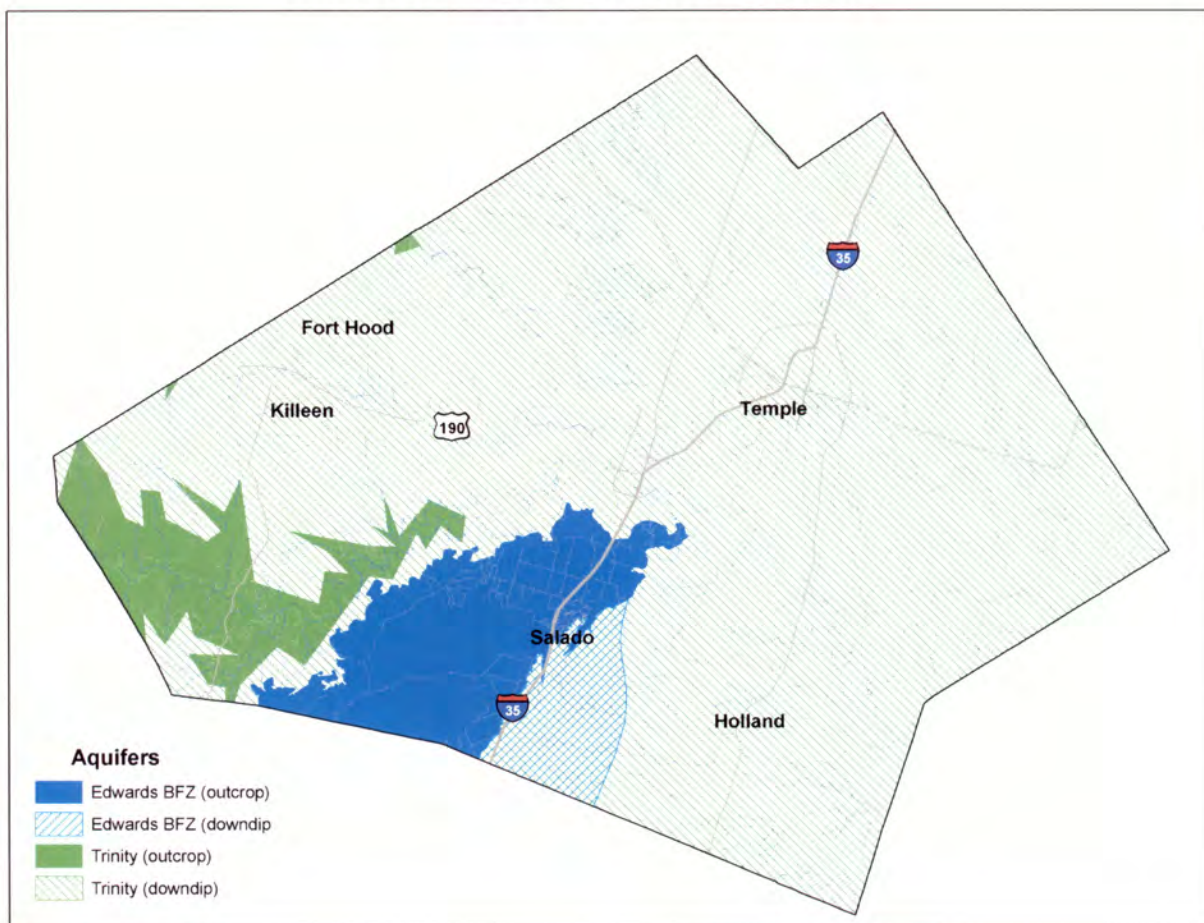 35
Fort Hood
Killeen
190
Temple
Salado
35
Holland
Aquifers
Edwards BFZ (outcrop)
Edwards BFZ (downdip
Trinity (outcrop)
Trinity (downdip)